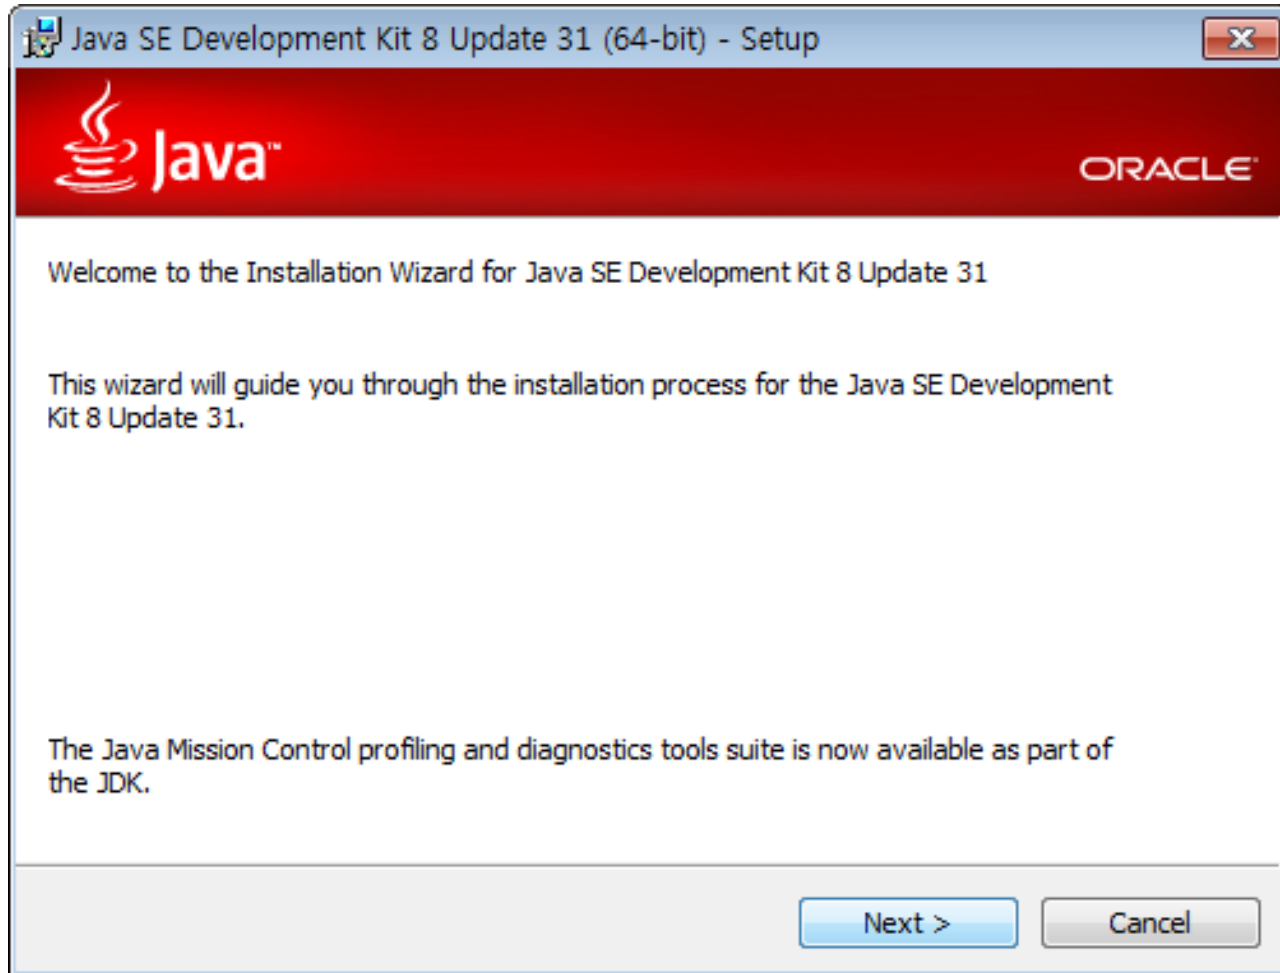 Java SE Development Kit 8 Update 31 (64-bit) - Setup
Java™
ORACLE®
Welcome to the Installation Wizard for Java SE Development Kit 8 Update 31
This wizard will guide you through the installation process for the Java SE Development
Kit 8 Update 31.
The Java Mission Control profiling and diagnostics tools suite is now available as part of
the JDK.
Next >
Cancel